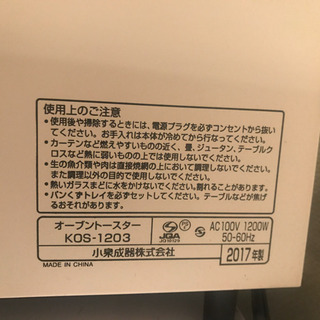 使用上のご注意
●使用後や掃除するときには、電源プラグを必ずコンセントから抜い
てください。お手入れは本体が冷めてから行なってください。
●カーテンなど燃えやすいものの近く、畳、ジュータン、テーブルク
ロスなど熱に弱いものの上では使用しないでください。
●生の魚介類や肉は直接焼網の上にのせて調理しないでください。ま
た調理以外の目的で使用しないでください。
●熱いガラスまどに水をかけないでください。割れることがあります。
●パンくずトレイを必ずセットしてください。テーブルなどが焦げ
るおそれがあります。
オーブントースター
KOS-1203
JQA
AC100V 1200W
50-60Hz
小泉成器株式会社
2017年製
MADE IN CHINA